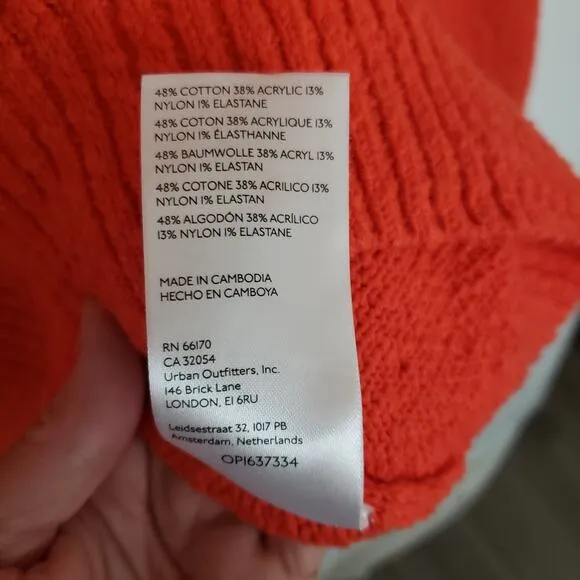 48% COTTON 38% ACRYLIC 13%
NYLON 1% ELASTANE
48% COTON 38% ACRYLIQUE 13%
NYLON 1% ÉLASTHANNE
48% BAUMWOLLE 38% ACRYL 13%
NYLON 1% ELASTAN
48% COTONE 38% ACRILICO 13%
NYLON 1% ELASTAN
48% ALGODÓN 38% ACRÍLICO
13% NYLON 1% ELASTANE
MADE IN CAMBODIA
HECHO EN CAMBOYA
RN 66170
CA 32054
Urban Outfitters, Inc.
146 Brick Lane
LONDON, E1 6RU
Leidsestraat 32, 1017 PB
Amsterdam, Netherlands
OP1637334